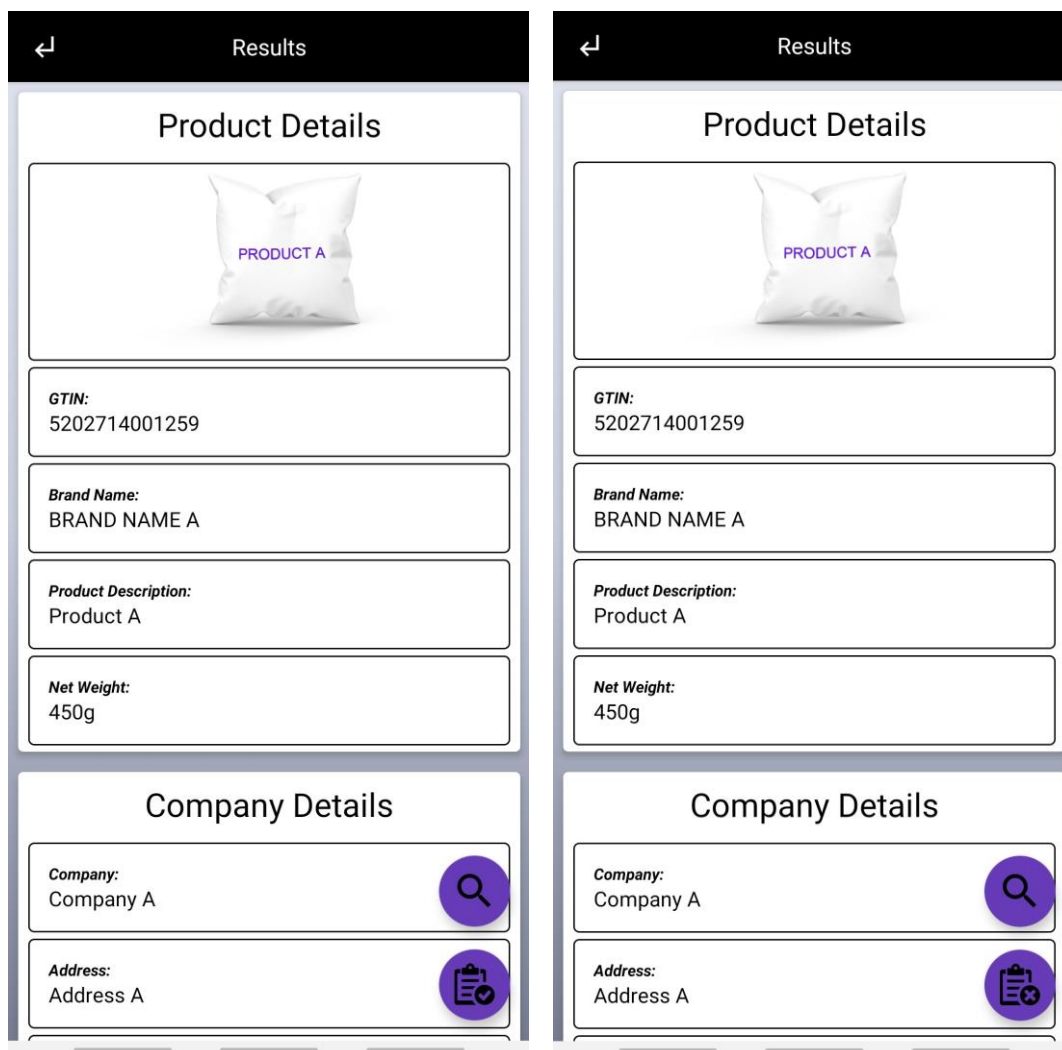 Results
Product Details
PRODUCT A
GTIN:
5202714001259
Brand Name:
BRAND NAME A
Product Description:
Product A
Net Weight:
450g
Company Details
Company:
Company A
Address:
Address A
Results
Product Details
PRODUCT A
GTIN:
5202714001259
Brand Name:
BRAND NAME A
Product Description:
Product A
Net Weight:
450g
Company Details
Company:
Company A
Address:
Address A